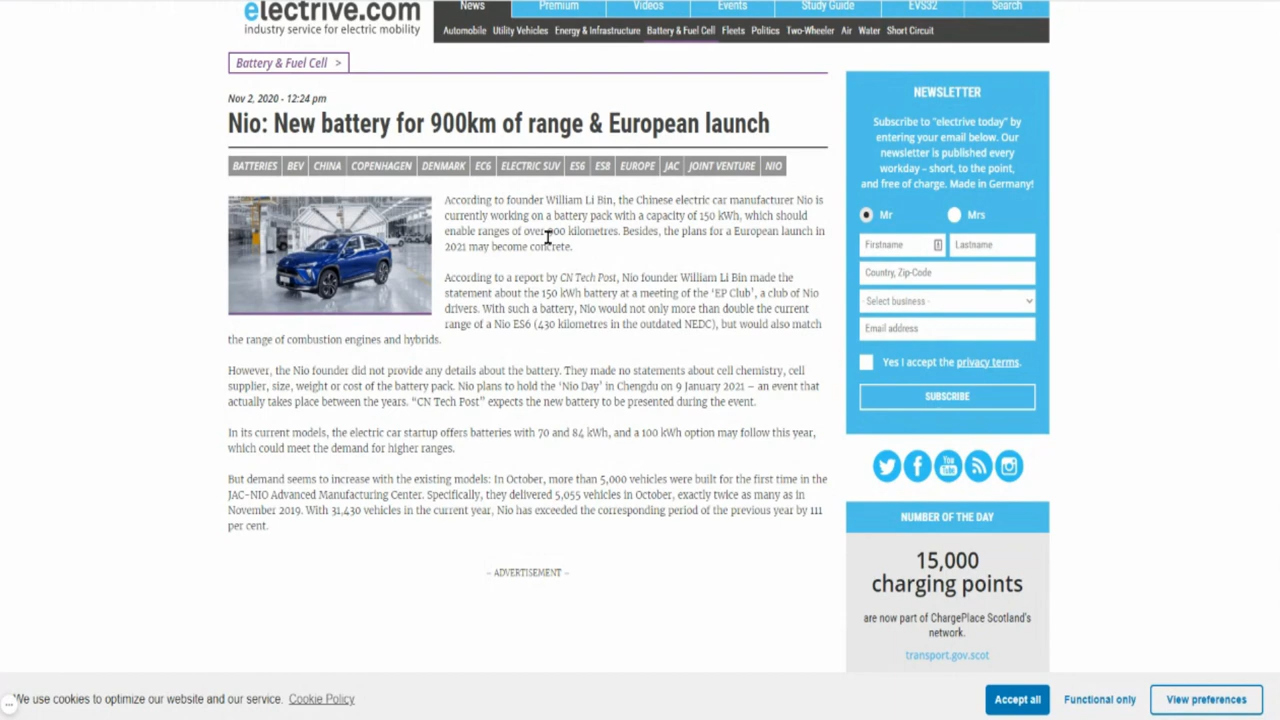 electrive.com
industry service for electric mobility
News Premium Videos Events Study Guide EVS32 Search
Automobile Utility Vehicles Energy & Infrastructure Battery & Fuel Cell Fleets Politics Two-Wheeler Air Water Short Circuit
Battery & Fuel Cell >
Nov 2, 2020 - 12:24 pm
Nio: New battery for 900km of range & European launch
BATTERIES BEV CHINA COPENHAGEN DENMARK EC6 ELECTRIC SUV ES6 ES8 EUROPE JAC JOINT VENTURE NIO
According to founder William Li Bin, the Chinese electric car manufacturer Nio is
currently working on a battery pack with a capacity of 150 kWh, which should
enable ranges of over 900 kilometres. Besides, the plans for a European launch in
2021 may become concrete.
According to a report by CN Tech Post, Nio founder William Li Bin made the
statement about the 150 kWh battery at a meeting of the ‘EP Club’, a club of Nio
drivers. With such a battery, Nio would not only more than double the current
range of a Nio ES6 (430 kilometres in the outdated NEDC), but would also match
the range of combustion engines and hybrids.
However, the Nio founder did not provide any details about the battery. They made no statements about cell chemistry, cell
supplier, size, weight or cost of the battery pack. Nio plans to hold the ‘Nio Day’ in Chengdu on 9 January 2021 – an event that
actually takes place between the years. “CN Tech Post” expects the new battery to be presented during the event.
In its current models, the electric car startup offers batteries with 70 and 84 kWh, and a 100 kWh option may follow this year,
which could meet the demand for higher ranges.
But demand seems to increase with the existing models: In October, more than 5,000 vehicles were built for the first time in the
JAC-NIO Advanced Manufacturing Center. Specifically, they delivered 5,055 vehicles in October, exactly twice as many as in
November 2019. With 31,430 vehicles in the current year, Nio has exceeded the corresponding period of the previous year by 111
per cent.
– ADVERTISEMENT –
NEWSLETTER
Subscribe to "electrive today" by
entering your email below. Our
newsletter is published every
workday – short, to the point,
and free of charge. Made in Germany!
Mr Mrs
Firstname Lastname
Country, Zip-Code
- Select business -
Email address
Yes I accept the privacy terms.
SUBSCRIBE
You Tube
NUMBER OF THE DAY
15,000
charging points
are now part of ChargePlace Scotland's
network.
transport.gov.scot
We use cookies to optimize our website and our service. Cookie Policy
Accept all Functional only View preferences